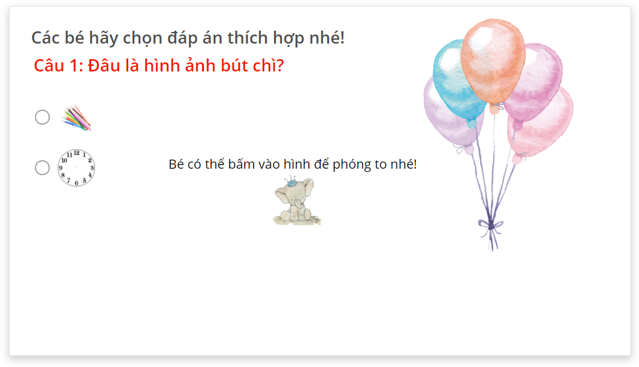 Các bé hãy chọn đáp án thích hợp nhé!
Câu 1: Đâu là hình ảnh bút chì?
Bé có thể bấm vào hình để phóng to nhé!